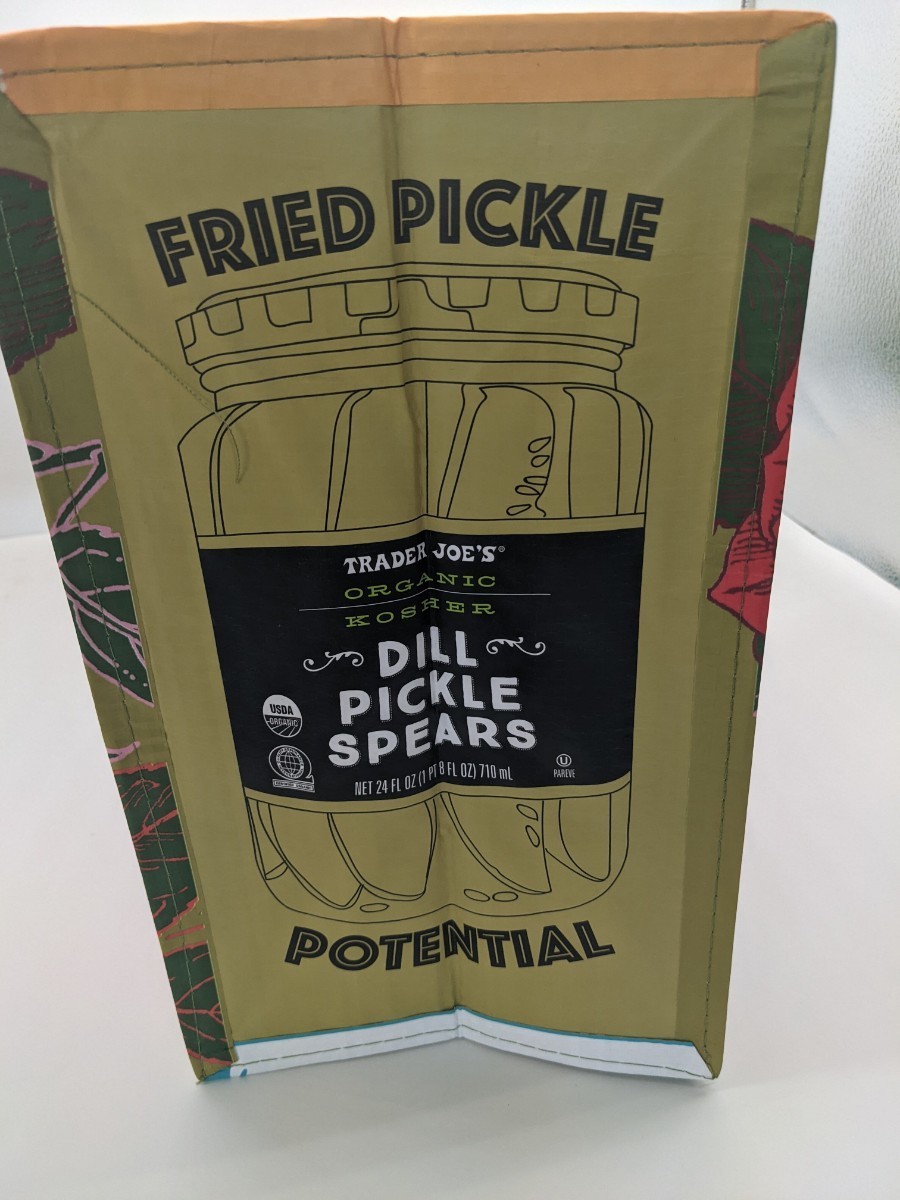 FRIED PICKLE
TRADER JOE'S®
ORGANIC
KOSHER
DILL
PICKLE
SPEARS
USDA
ORGANIC
NET 24 FL OZ (1 PT 8 FL OZ) 710 mL
U
PAREVE
POTENTIAL